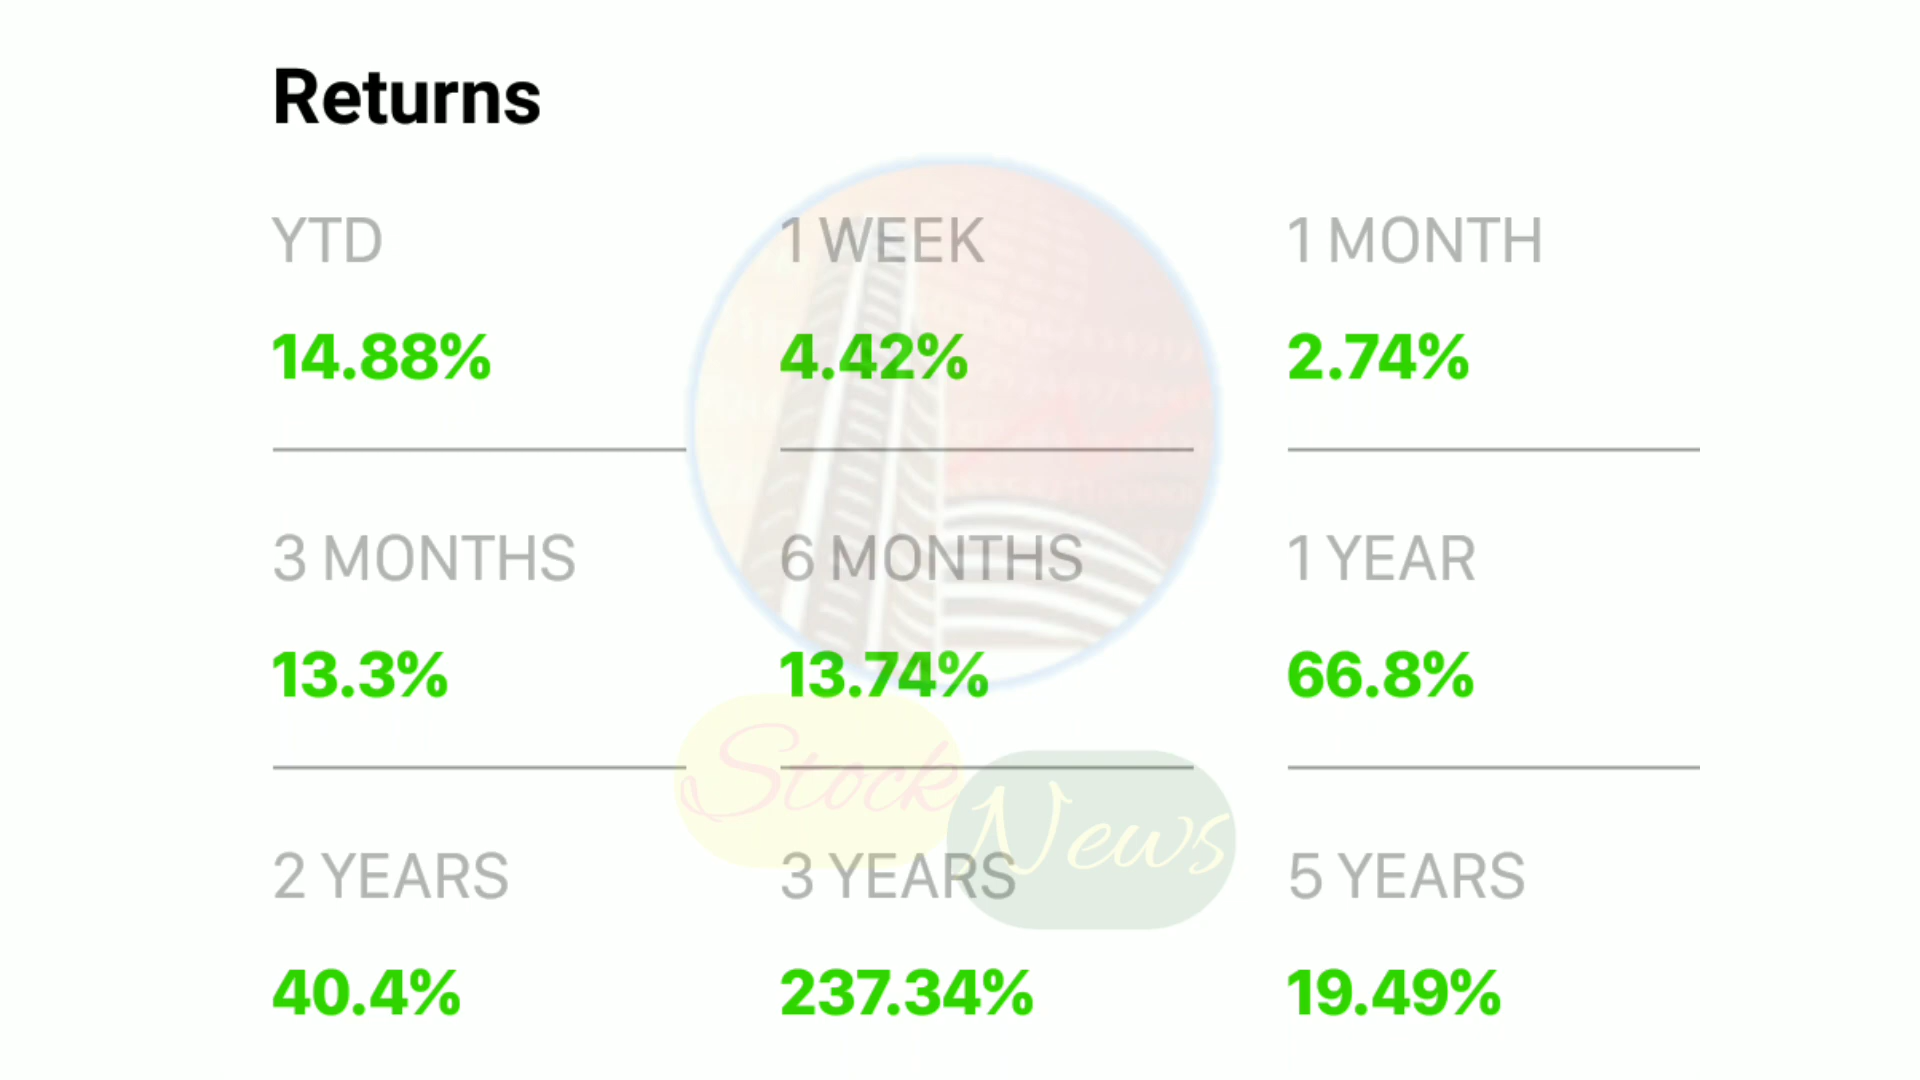 Returns
YTD 1 WEEK 1 MONTH
14.88% 4.42% 2.74%
3 MONTHS 6 MONTHS 1 YEAR
13.3% 13.74% 66.8%
Stock
News
2 YEARS 3 YEARS 5 YEARS
40.4% 237.34% 19.49%